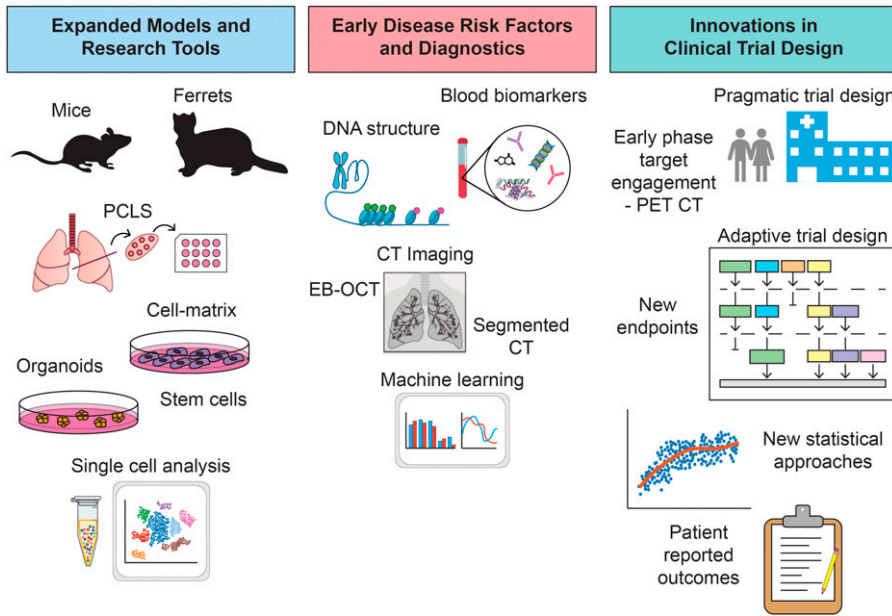 Expanded Models and
Research Tools
Mice
Ferrets
PCLS
Cell-matrix
Organoids
Stem cells
Single cell analysis
Early Disease Risk Factors
and Diagnostics
Blood biomarkers
DNA structure
CT Imaging
EB-OCT
Segmented
CT
Machine learning
Innovations in
Clinical Trial Design
Pragmatic trial design
Early phase
target
engagement
- PET CT
Adaptive trial design
New
endpoints
New statistical
approaches
Patient
reported
outcomes